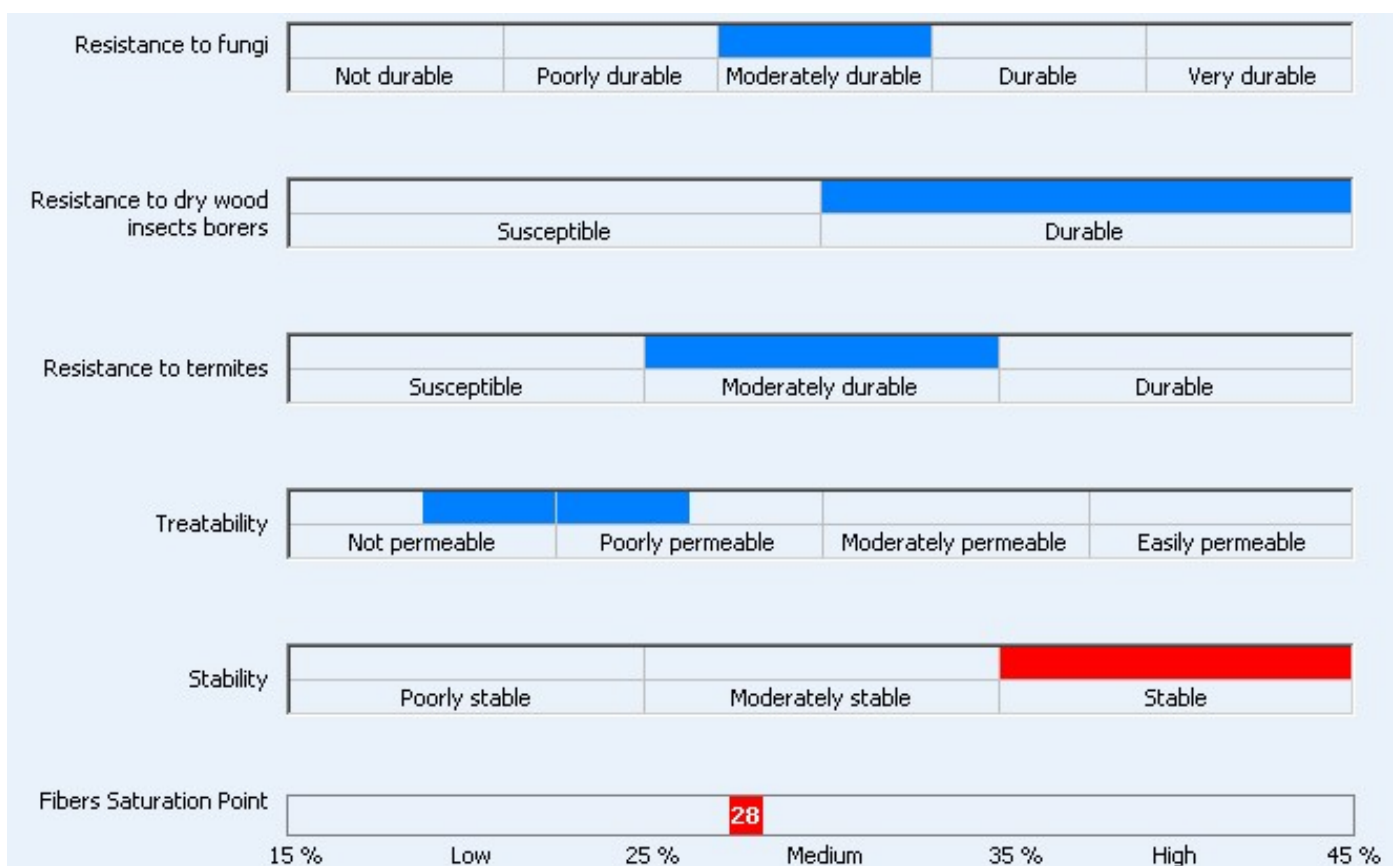 Resistance to fungi
Not durable Poorly durable Moderately durable Durable Very durable
Resistance to dry wood
insects borers
Susceptible Durable
Resistance to termites
Susceptible Moderately durable Durable
Treatability
Not permeable Poorly permeable Moderately permeable Easily permeable
Stability
Poorly stable Moderately stable Stable
Fibers Saturation Point
28
15 % Low 25 % Medium 35 % High 45 %